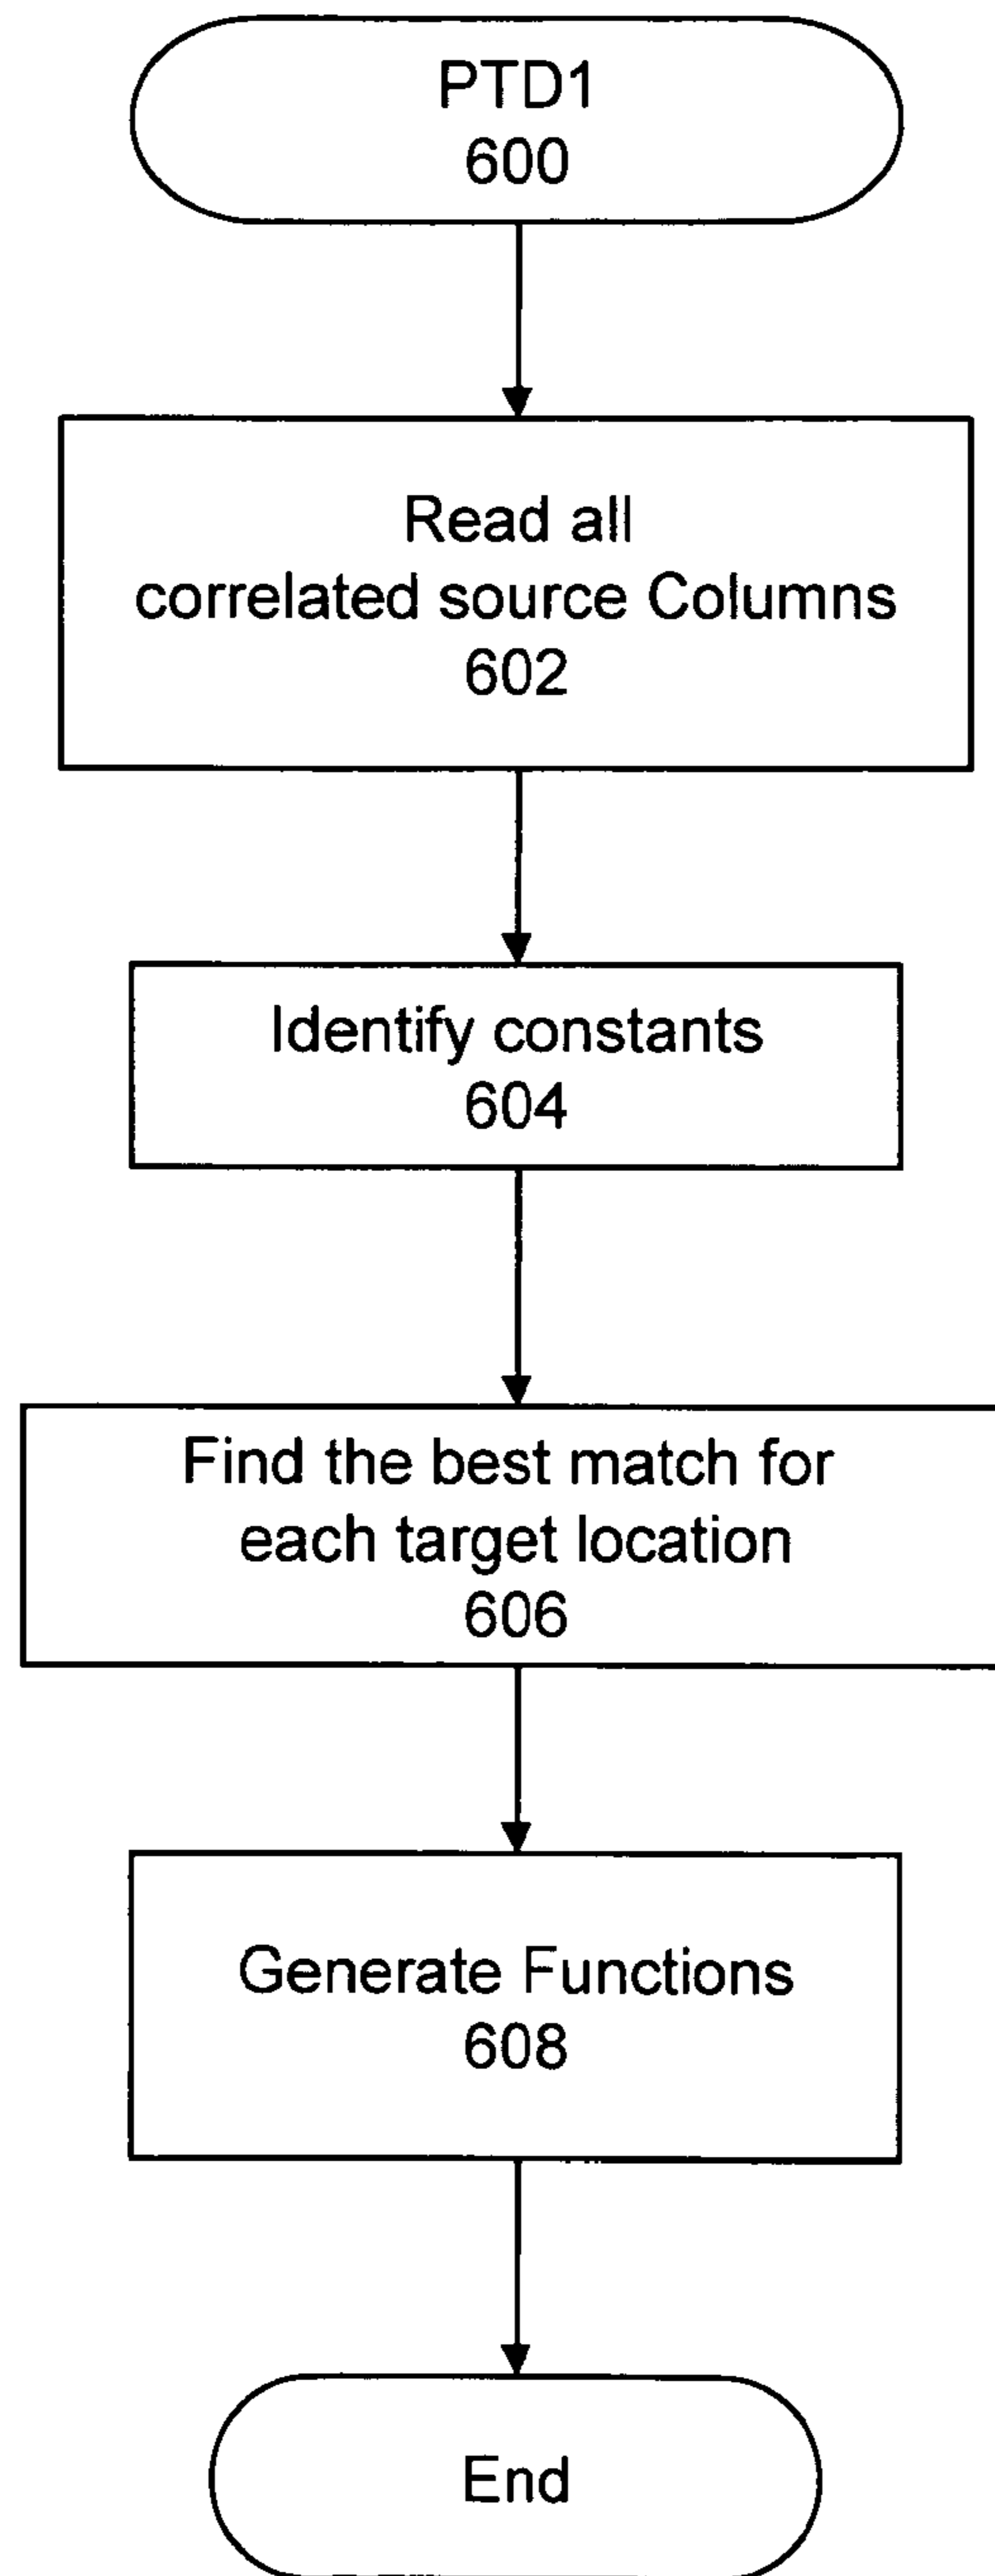 PTD1
600
Read all
correlated source Columns
602
Identify constants
604
Find the best match for
each target location
606
Generate Functions
608
End